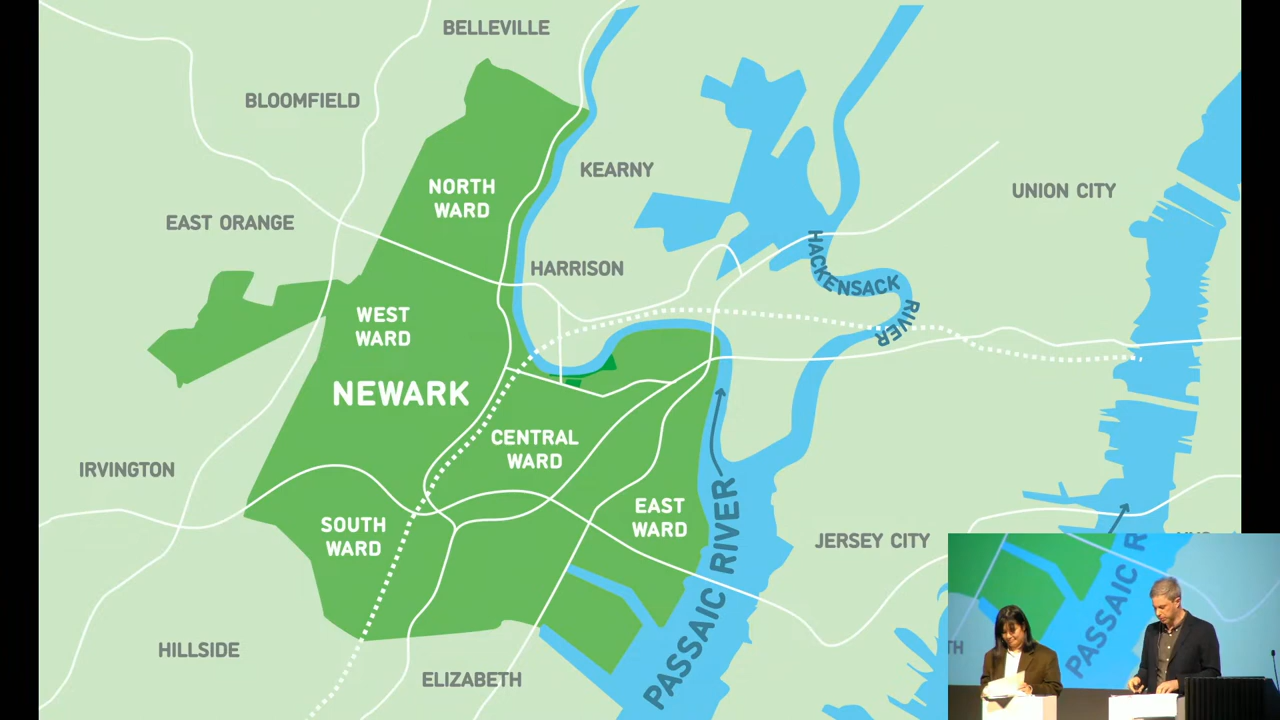 BELLEVILLE
BLOOMFIELD
KEARNY
NORTH
WARD
UNION CITY
EAST ORANGE
HARRISON
HACKENSACK
RIVER
WEST
WARD
NEWARK
CENTRAL
WARD
IRVINGTON
EAST
WARD
SOUTH
WARD
JERSEY CITY
PASSAIC RIVER
HILLSIDE
ELIZABETH
PASSAIC R
TH